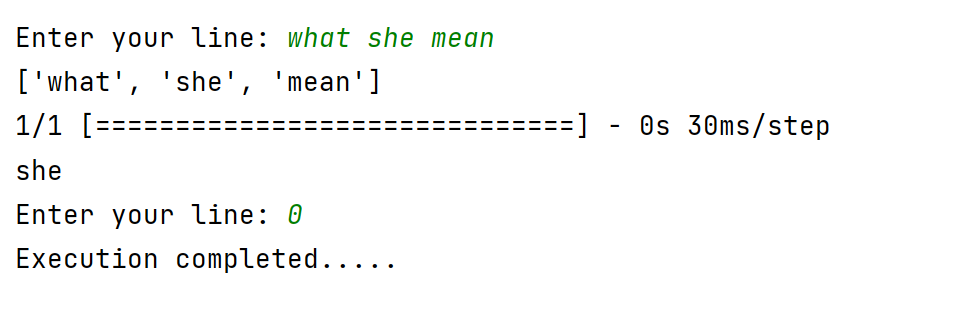 Enter your line: what she mean
['what', 'she', 'mean']
1/1 [==============================] - 0s 30ms/step
she
Enter your line: 0
Execution completed.....